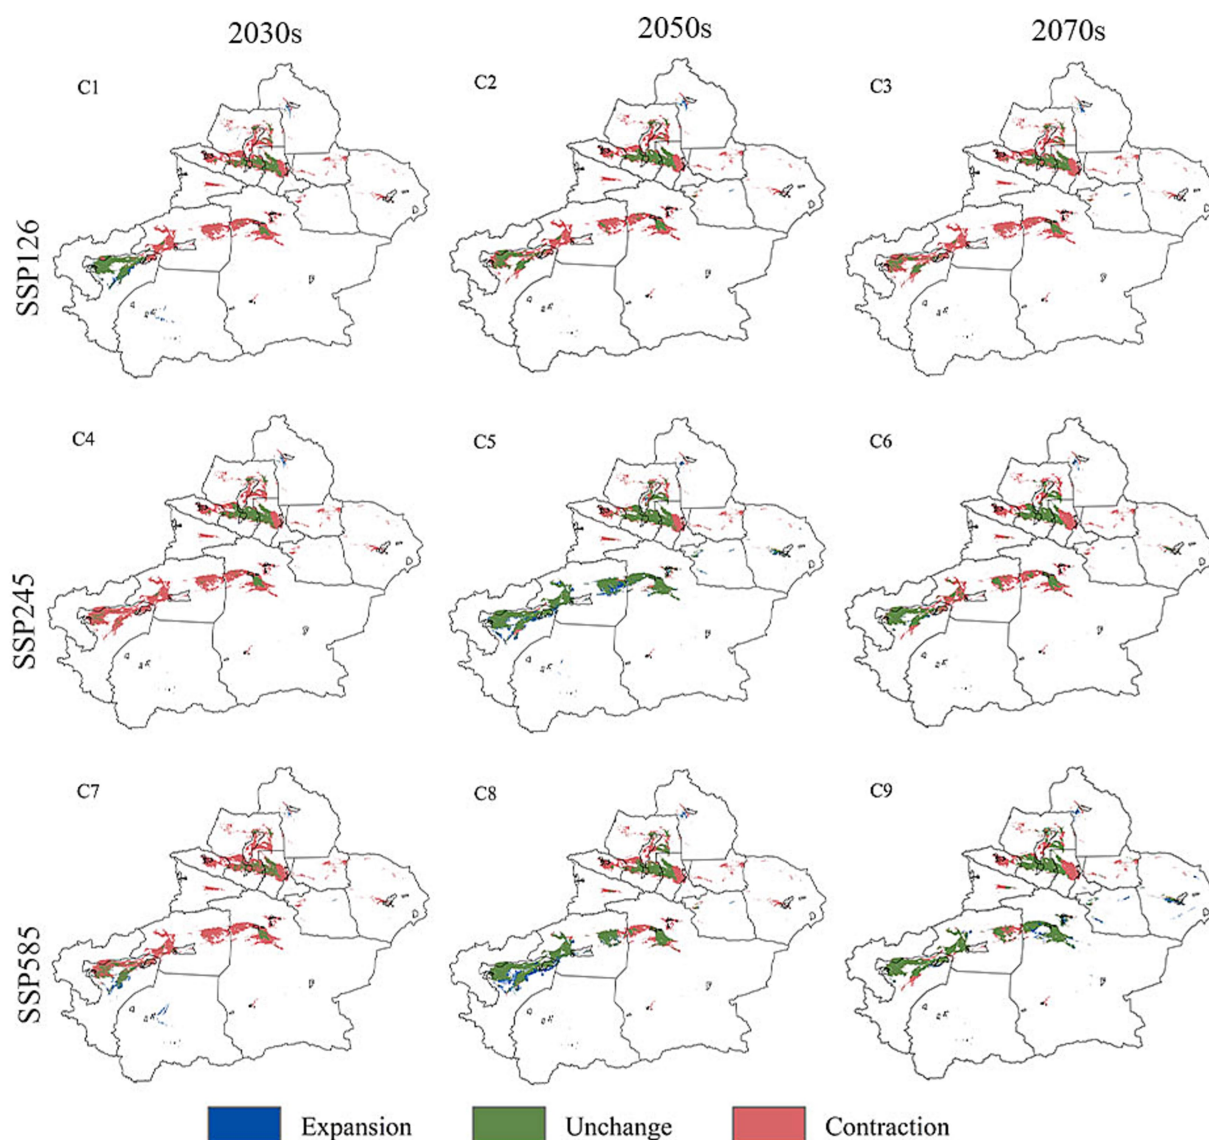 2030s 2050s 2070s
C1 C2 C3
SSP126
C4 C5 C6
SSP245
C7 C8 C9
SSP585
Expansion Unchange Contraction